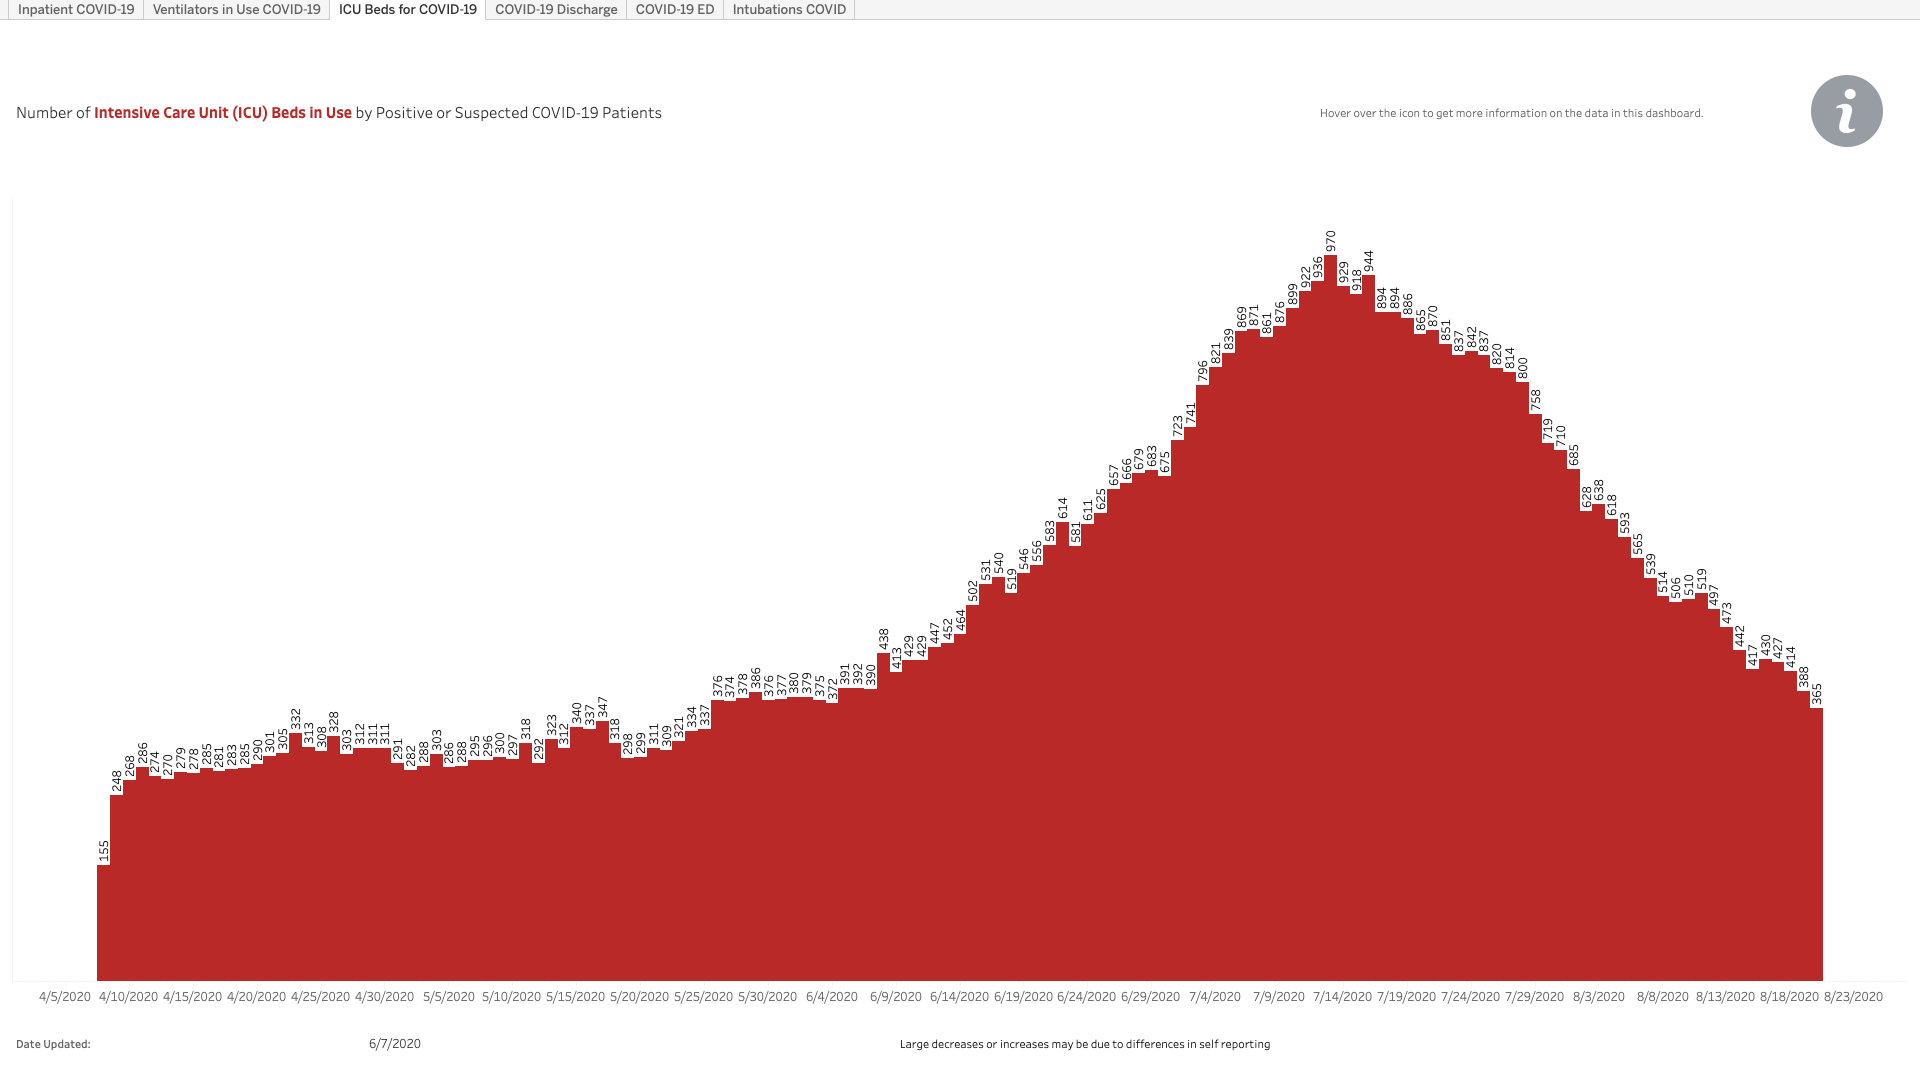 Inpatient COVID-19 Ventilators in Use COVID-19 ICU Beds for COVID-19 COVID-19 Discharge COVID-19 ED Intubations COVID
Number of Intensive Care Unit (ICU) Beds in Use by Positive or Suspected COVID-19 Patients
Hover over the icon to get more information on the data in this dashboard.
i
155 248 268 286 274 270 279 278 285 281 283 285 290 301 305 332 313 308 328 303 312 311 311 291 282 288 303 286 288 295 296 300 297 318 292 323 312 340 337 347 318 298 299 311 309 321 334 337 376 374 378 386 376 377 380 379 375 372 391 392 390 438 413 429 429 447 452 464 502 531 540 519 546 556 583 614 581 611 625 657 666 679 683 675 723 741 796 821 839 869 871 861 876 899 922 936 970 929 918 944 894 894 886 865 870 851 837 842 837 820 814 800 758 719 710 685 628 638 618 593 565 539 514 506 510 519 497 473 442 417 430 427 414 388 365
4/5/2020 4/10/2020 4/15/2020 4/20/2020 4/25/2020 4/30/2020 5/5/2020 5/10/2020 5/15/2020 5/20/2020 5/25/2020 5/30/2020 6/4/2020 6/9/2020 6/14/2020 6/19/2020 6/24/2020 6/29/2020 7/4/2020 7/9/2020 7/14/2020 7/19/2020 7/24/2020 7/29/2020 8/3/2020 8/8/2020 8/13/2020 8/18/2020 8/23/2020
Date Updated: 6/7/2020 Large decreases or increases may be due to differences in self reporting